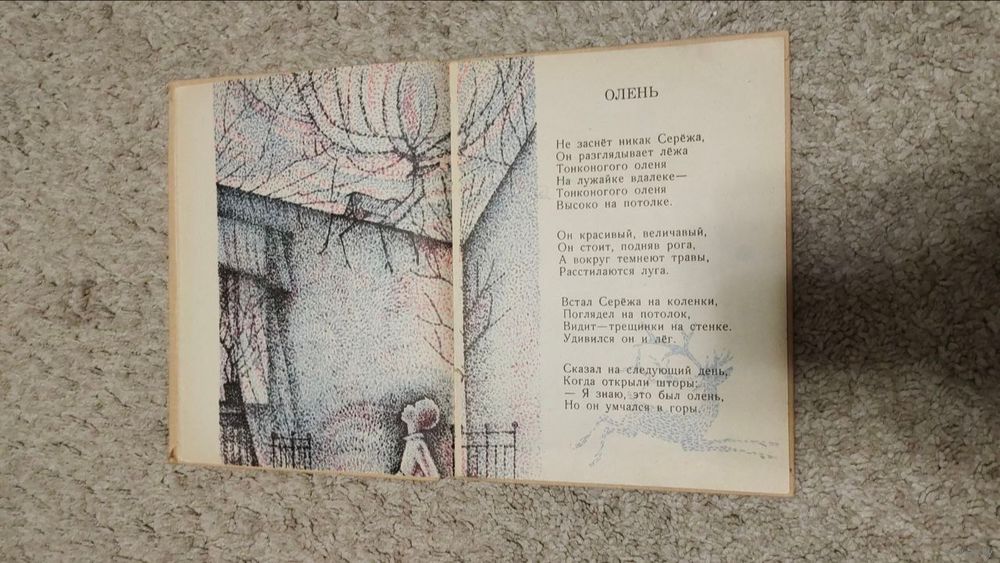 ОЛЕНЬ
Не заснёт никак Серёжа,
Он разглядывает лёжа
Тонконогого оленя
На лужайке вдалеке—
Тонконогого оленя
Высоко на потолке.
Он красивый, величавый,
Он стоит, подняв рога,
А вокруг темнеют травы,
Расстилаются луга.
Встал Серёжа на коленки,
Поглядел на потолок,
Видит—трещинки на стенке.
Удивился он и лёг.
Сказал на следующий день,
Когда открыли шторы:
— Я знаю, это был олень,
Но он умчался в горы.